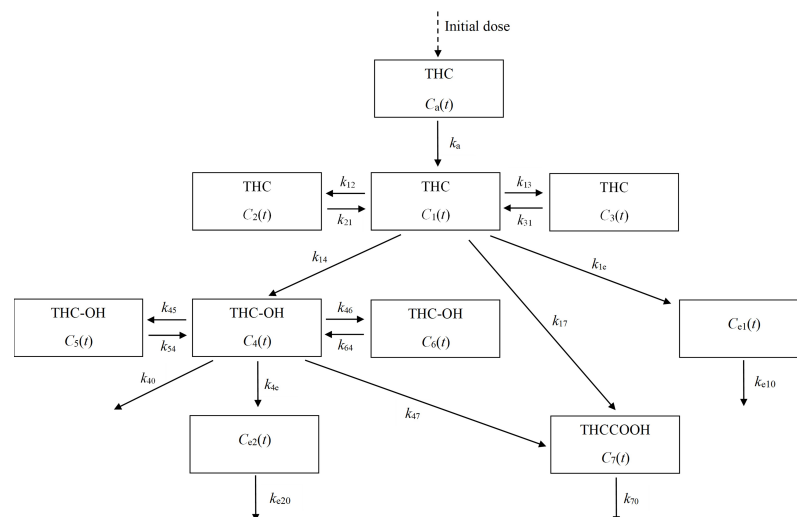 Initial dose
THC
Ca(t)
ka
THC
C2(t)
k12
k21
THC
C1(t)
k13
k31
THC
C3(t)
k14
k17
k1e
THC-OH
C5(t)
k45
k54
THC-OH
C4(t)
k46
k64
THC-OH
C6(t)
Ce1(t)
k40
k4e
k47
ke10
Ce2(t)
THCCOOH
C7(t)
ke20
k70